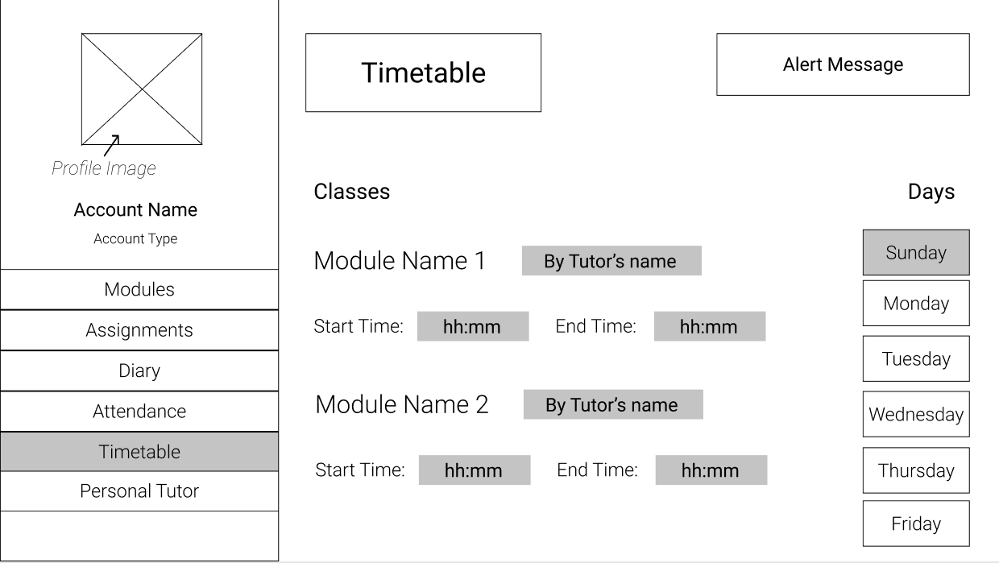 Profile Image
Account Name
Account Type
Modules
Assignments
Diary
Attendance
Timetable
Personal Tutor
Timetable
Alert Message
Classes
Module Name 1 By Tutor’s name
Start Time: hh:mm End Time: hh:mm
Module Name 2 By Tutor’s name
Start Time: hh:mm End Time: hh:mm
Days
Sunday
Monday
Tuesday
Wednesday
Thursday
Friday